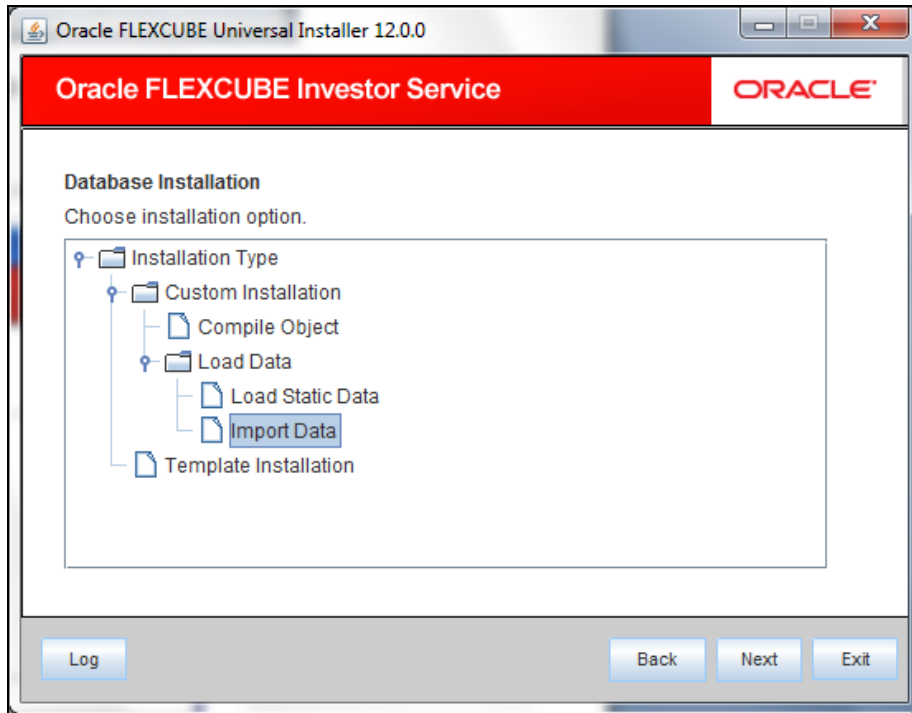 Oracle FLEXCUBE Universal Installer 12.0.0
Oracle FLEXCUBE Investor Service
ORACLE
Database Installation
Choose installation option.
Installation Type
Custom Installation
Compile Object
Load Data
Load Static Data
Import Data
Template Installation
Log
Back
Next
Exit